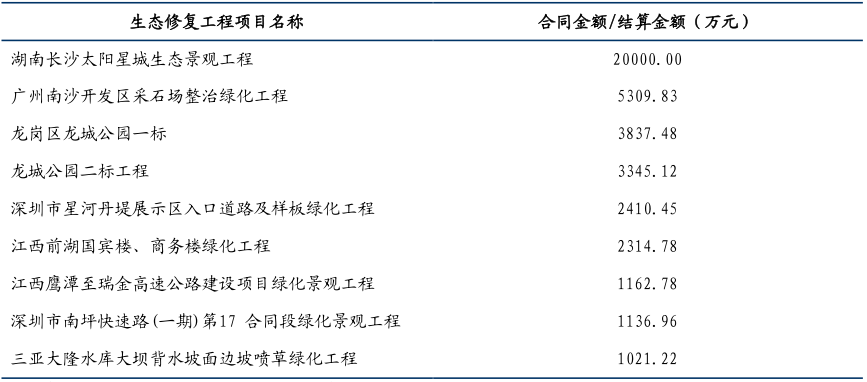 生态修复工程项目名称 合同金额/结算金额（万元）
湖南长沙太阳星城生态景观工程 20000.00
广州南沙开发区采石场整治绿化工程 5309.83
龙岗区龙城公园一标 3837.48
龙城公园二标工程 3345.12
深圳市星河丹堤展示区入口道路及样板绿化工程 2410.45
江西前湖国宾楼、商务楼绿化工程 2314.78
江西鹰潭至瑞金高速公路建设项目绿化景观工程 1162.78
深圳市南坪快速路(一期)第17 合同段绿化景观工程 1136.96
三亚大隆水库大坝背水坡面边坡喷草绿化工程 1021.22